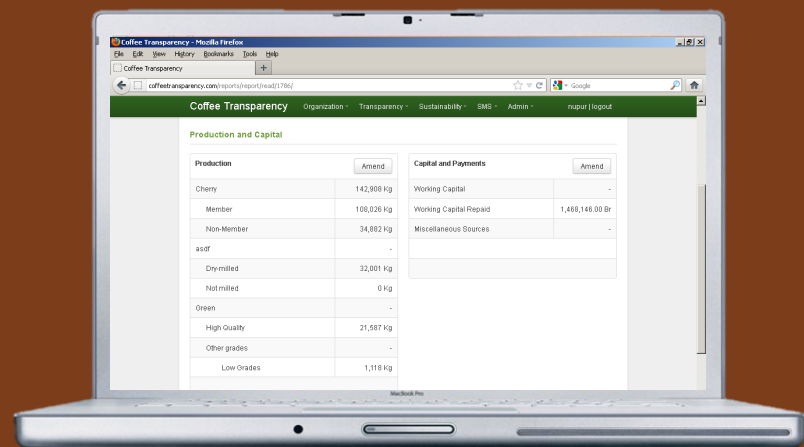 Coffee Transparency - Mozilla Firefox
File Edit View History Bookmarks Tools Help
Coffee Transparency +
coffeetransparency.com/reports/report/read/1786/ Google
Coffee Transparency Organization Transparency Sustainability SMS Admin nupur | logout
Production and Capital
Production Amend Capital and Payments Amend
Cherry 142,908 Kg Working Capital -
Member 108,026 Kg Working Capital Repaid 1,468,146.00 Br
Non-Member 34,882 Kg Miscellaneous Sources -
asdf -
Dry-milled 32,001 Kg
Not milled 0 Kg
Green -
High Quality 21,587 Kg
Other grades -
Low Grades 1,118 Kg
MacBook Pro